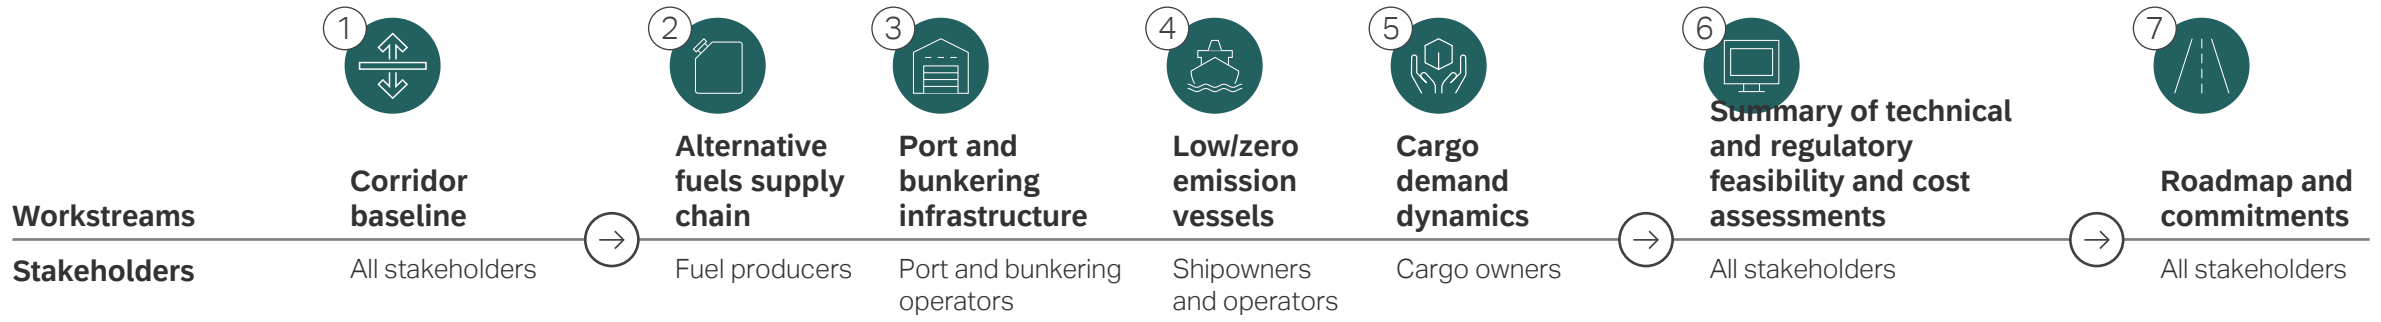 1
2
3
4
5
6
7
Workstreams
Corridor
baseline
Alternative
fuels supply
chain
Port and
bunkering
infrastructure
Low/zero
emission
vessels
Cargo
demand
dynamics
Summary of technical
and regulatory
feasibility and cost
assessments
Roadmap and
commitments
Stakeholders
All stakeholders
Fuel producers
Port and bunkering
operators
Shipowners
and operators
Cargo owners
All stakeholders
All stakeholders